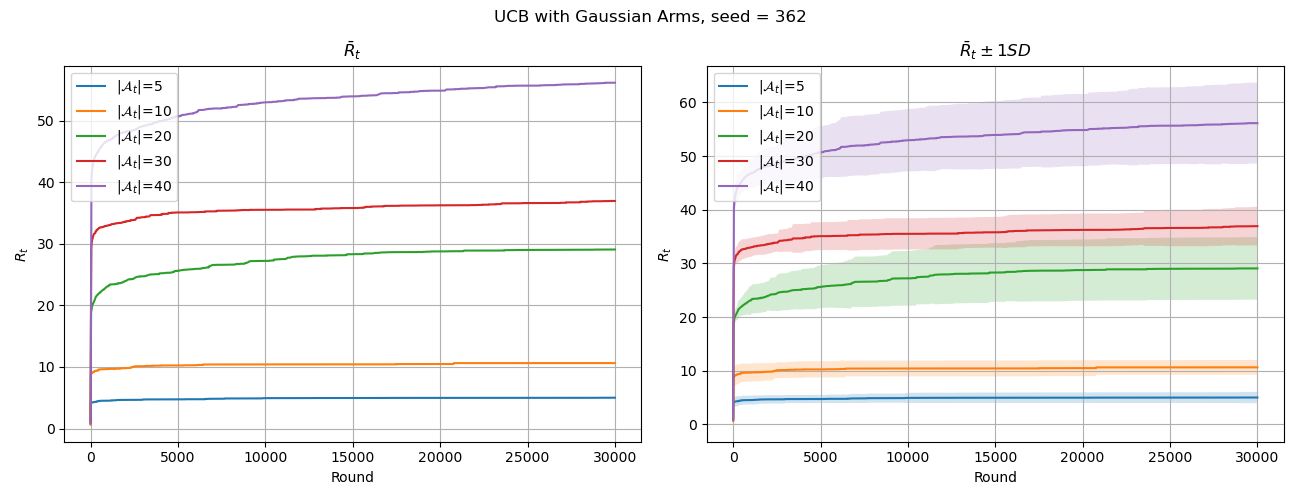 UCB with Gaussian Arms, seed = 362
R̄ₜ
|𝒜ₜ|=5
|𝒜ₜ|=10
|𝒜ₜ|=20
|𝒜ₜ|=30
|𝒜ₜ|=40
50
40
30
20
10
0
Rₜ
0 5000 10000 15000 20000 25000 30000
Round
R̄ₜ ± 1SD
|𝒜ₜ|=5
|𝒜ₜ|=10
|𝒜ₜ|=20
|𝒜ₜ|=30
|𝒜ₜ|=40
60
50
40
30
20
10
0
Rₜ
0 5000 10000 15000 20000 25000 30000
Round